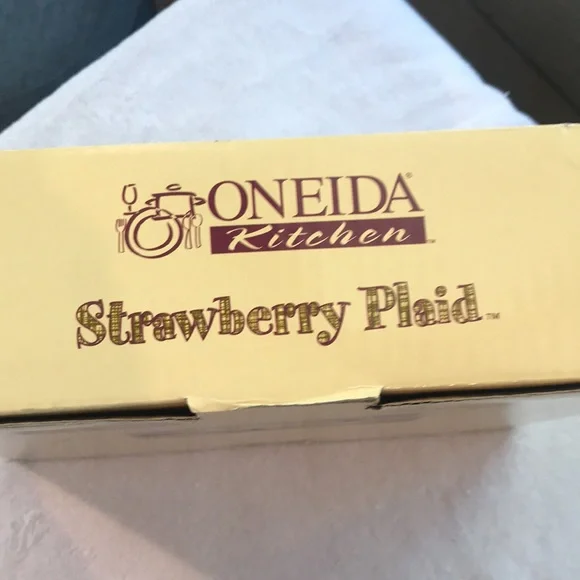 ONEIDA®
Kitchen™
Strawberry Plaid™